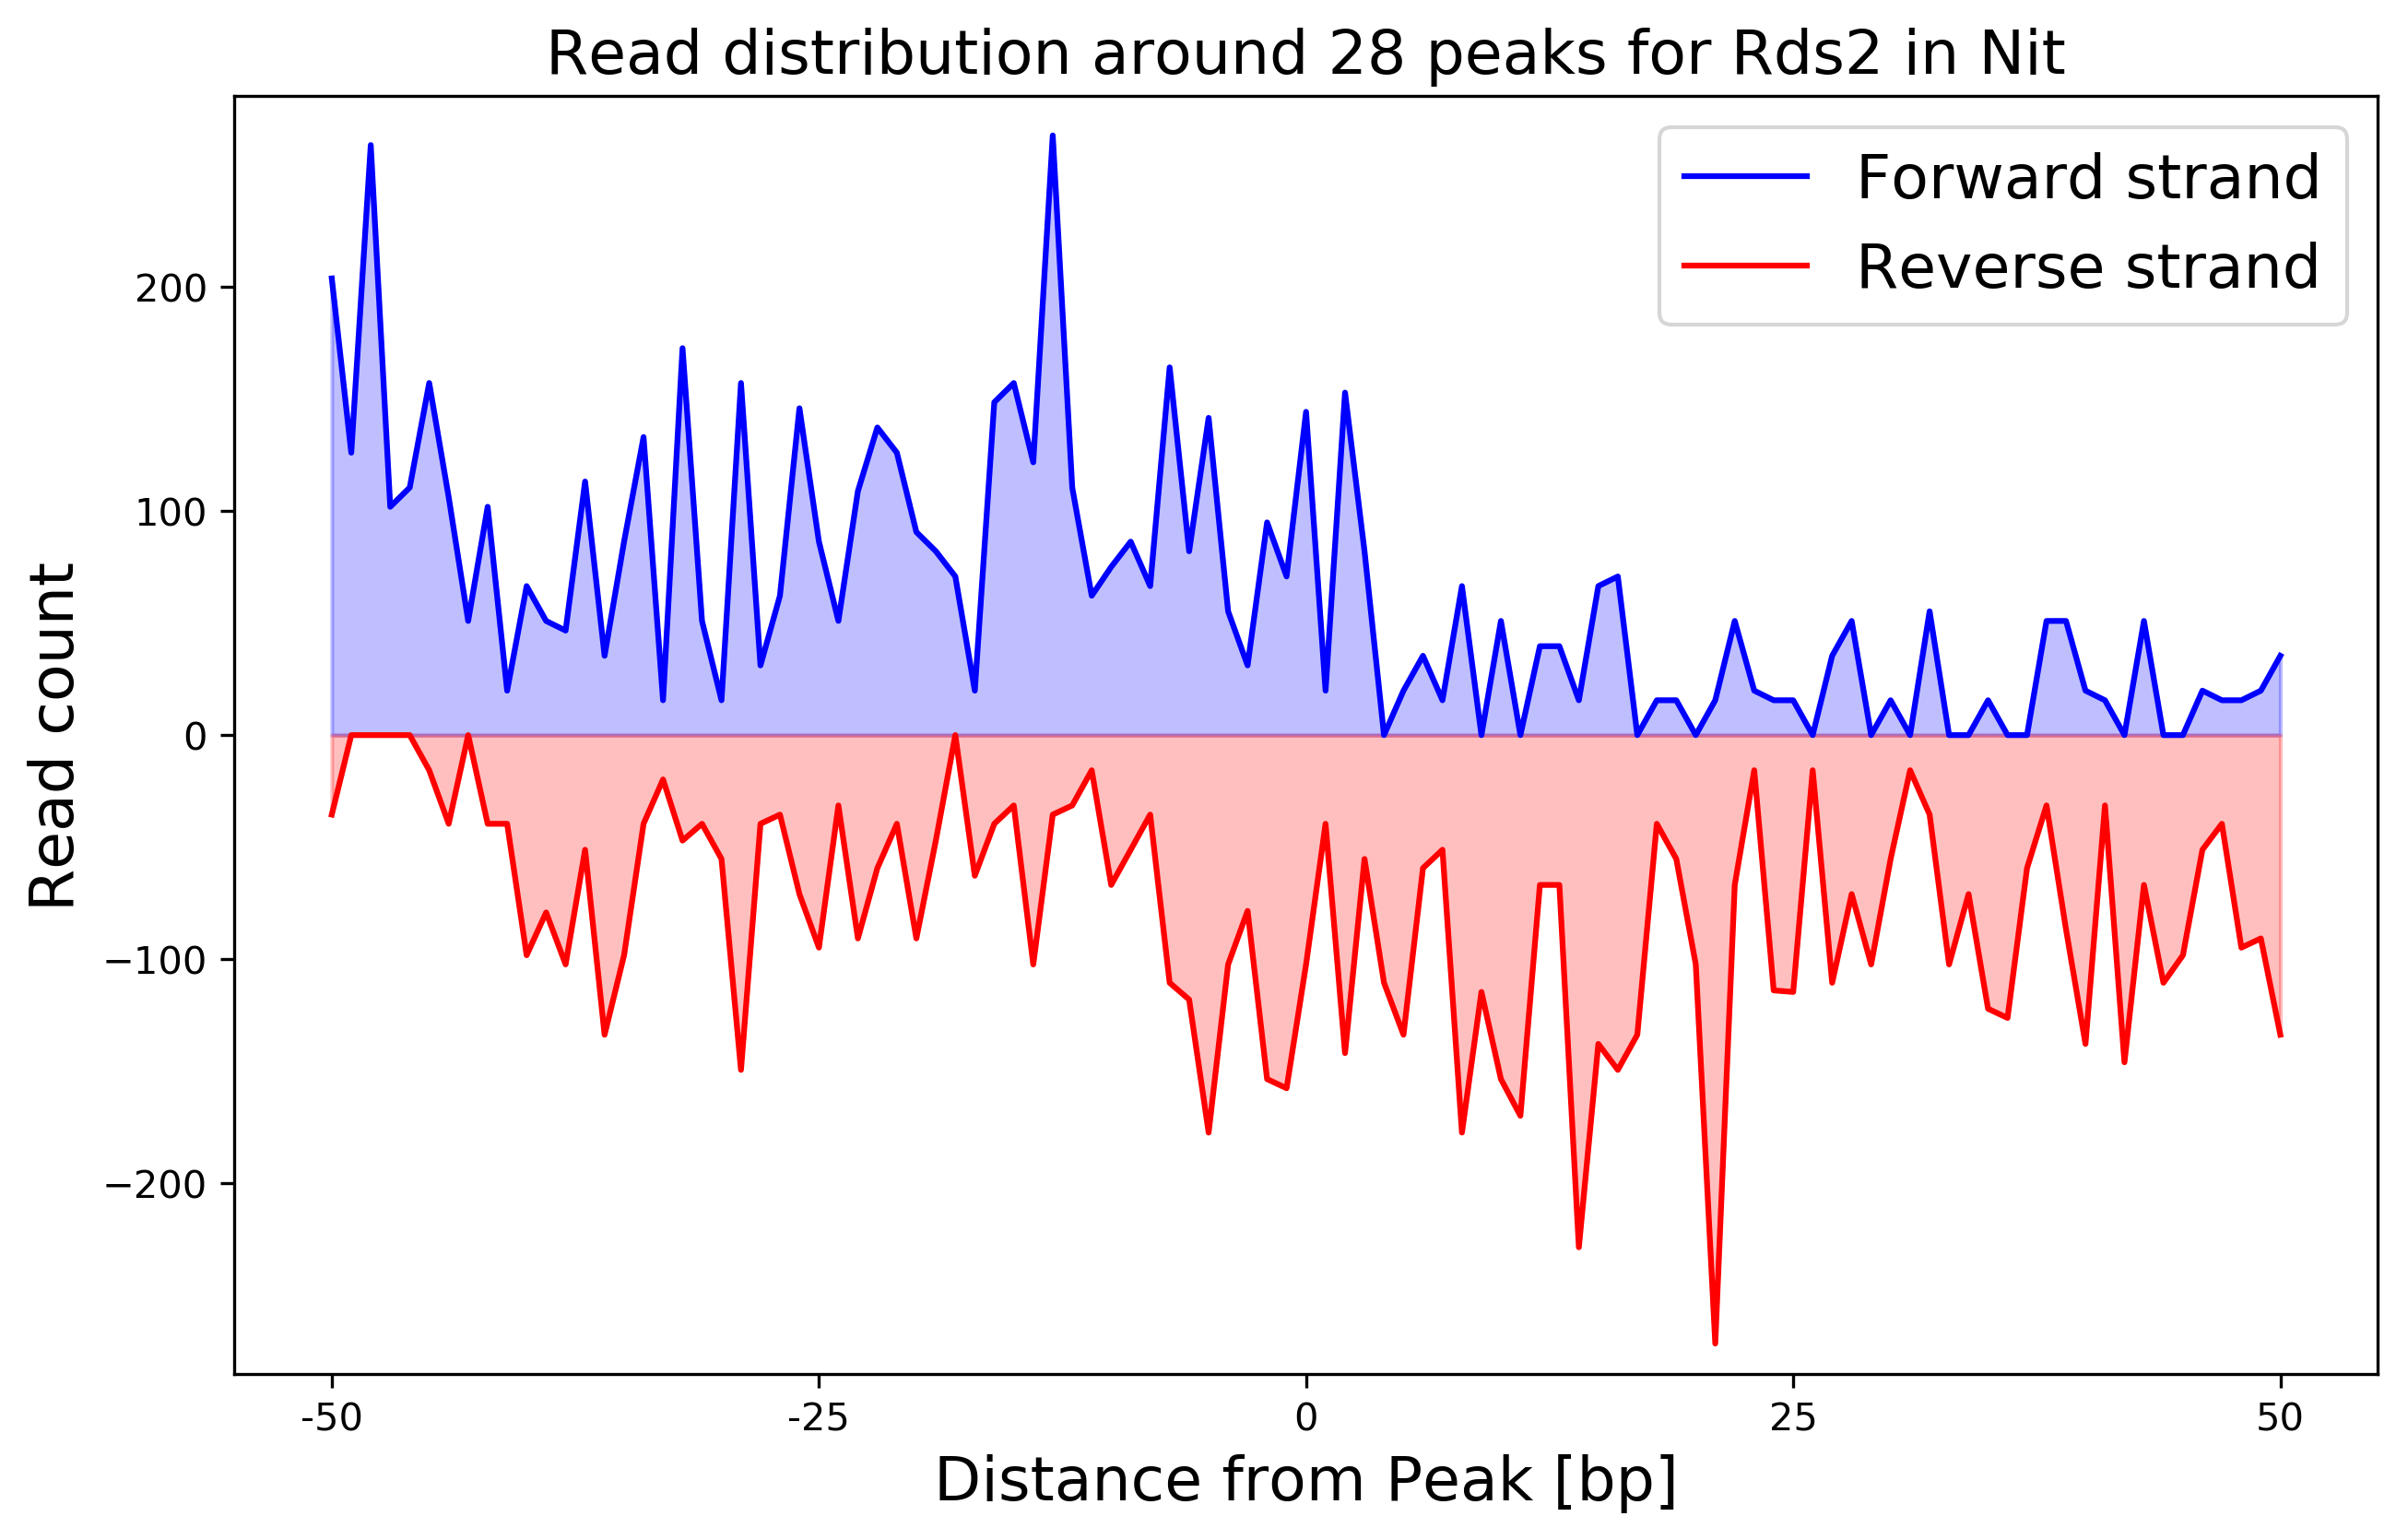 Read distribution around 28 peaks for Rds2 in Nit
Forward strand
Reverse strand
Read count
200
100
0
−100
−200
-50
-25
0
25
50
Distance from Peak [bp]